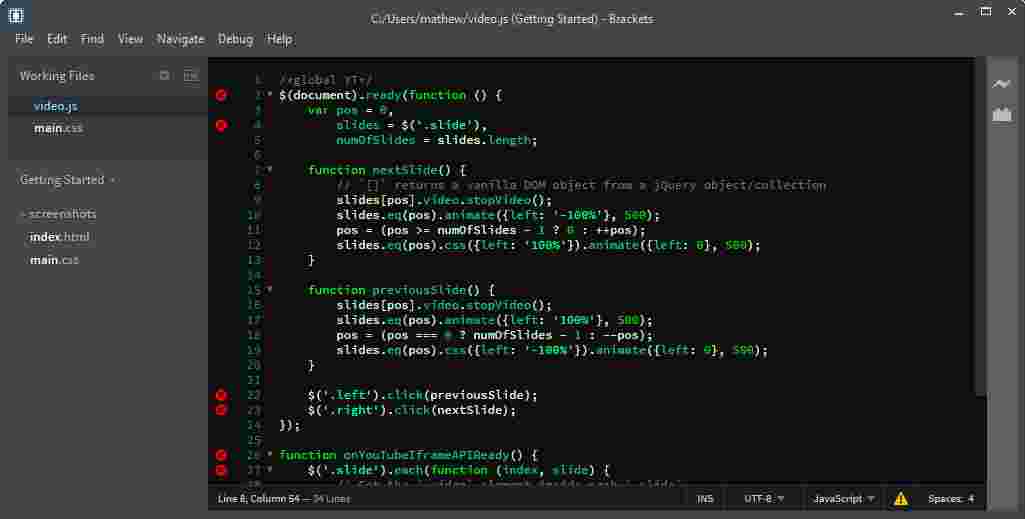 C:/Users/mathew/video.js (Getting Started) - Brackets
File Edit Find View Navigate Debug Help
Working Files
video.js
main.css
Getting Started
screenshots
index.html
main.css
1 /*global YT*/
2 $(document).ready(function () {
3 var pos = 0,
4 slides = $('.slide'),
5 numOfSlides = slides.length;
6
7 function nextSlide() {
8 // `[]` returns a vanilla DOM object from a jQuery object/collection
9 slides[pos].video.stopVideo();
10 slides.eq(pos).animate({left: '-100%'}, 500);
11 pos = (pos >= numOfSlides - 1 ? 0 : ++pos);
12 slides.eq(pos).css({left: '100%'}).animate({left: 0}, 500);
13 }
14
15 function previousSlide() {
16 slides[pos].video.stopVideo();
17 slides.eq(pos).animate({left: '100%'}, 500);
18 pos = (pos === 0 ? numOfSlides - 1 : --pos);
19 slides.eq(pos).css({left: '-100%'}).animate({left: 0}, 500);
20 }
21
22 $('.left').click(previousSlide);
23 $('.right').click(nextSlide);
24 });
25
26 function onYouTubeIframeAPIReady() {
27 $('.slide').each(function (index, slide) {
Line 8, Column 54 — 34 Lines
INS UTF-8 JavaScript Spaces: 4